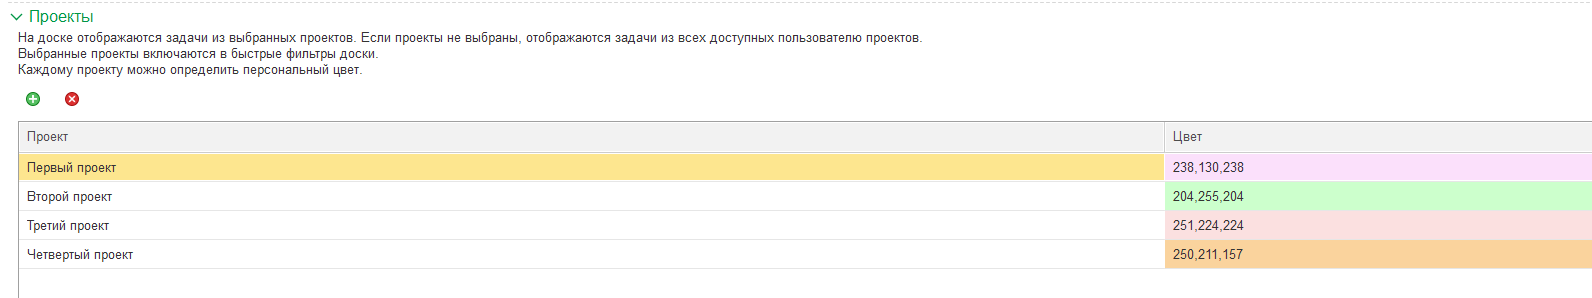 Проекты
На доске отображаются задачи из выбранных проектов. Если проекты не выбраны, отображаются задачи из всех доступных пользователю проектов.
Выбранные проекты включаются в быстрые фильтры доски.
Каждому проекту можно определить персональный цвет.
Проект Цвет
Первый проект 238,130,238
Второй проект 204,255,204
Третий проект 251,224,224
Четвертый проект 250,211,157